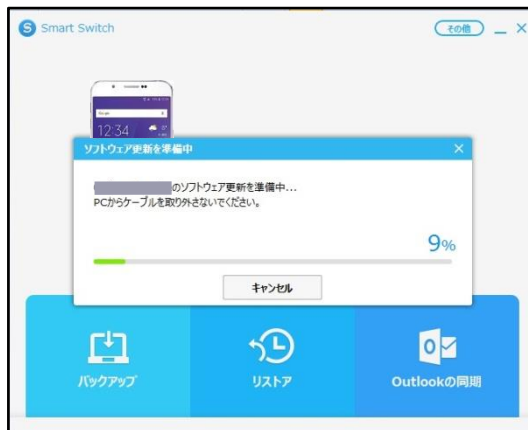 Smart Switch
その他
Google
12:34
ソフトウェア更新を準備中
のソフトウェア更新を準備中...
PCからケーブルを取り外さないでください。
9%
キャンセル
バックアップ
リストア
Outlookの同期